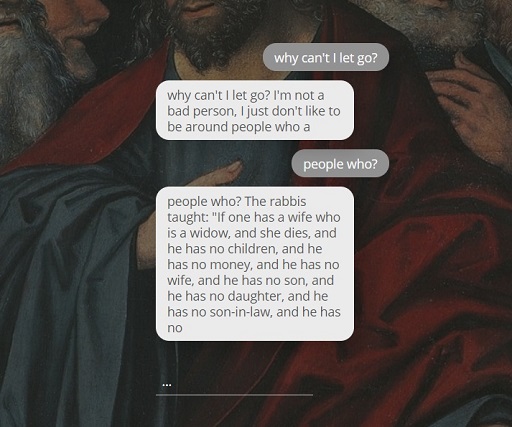 why can't I let go?
why can't I let go? I'm not a
bad person, I just don't like to
be around people who a
people who?
people who? The rabbis
taught: "If one has a wife who
is a widow, and she dies, and
he has no children, and he
has no money, and he has no
wife, and he has no son, and
he has no daughter, and he
has no son-in-law, and he has
no
...